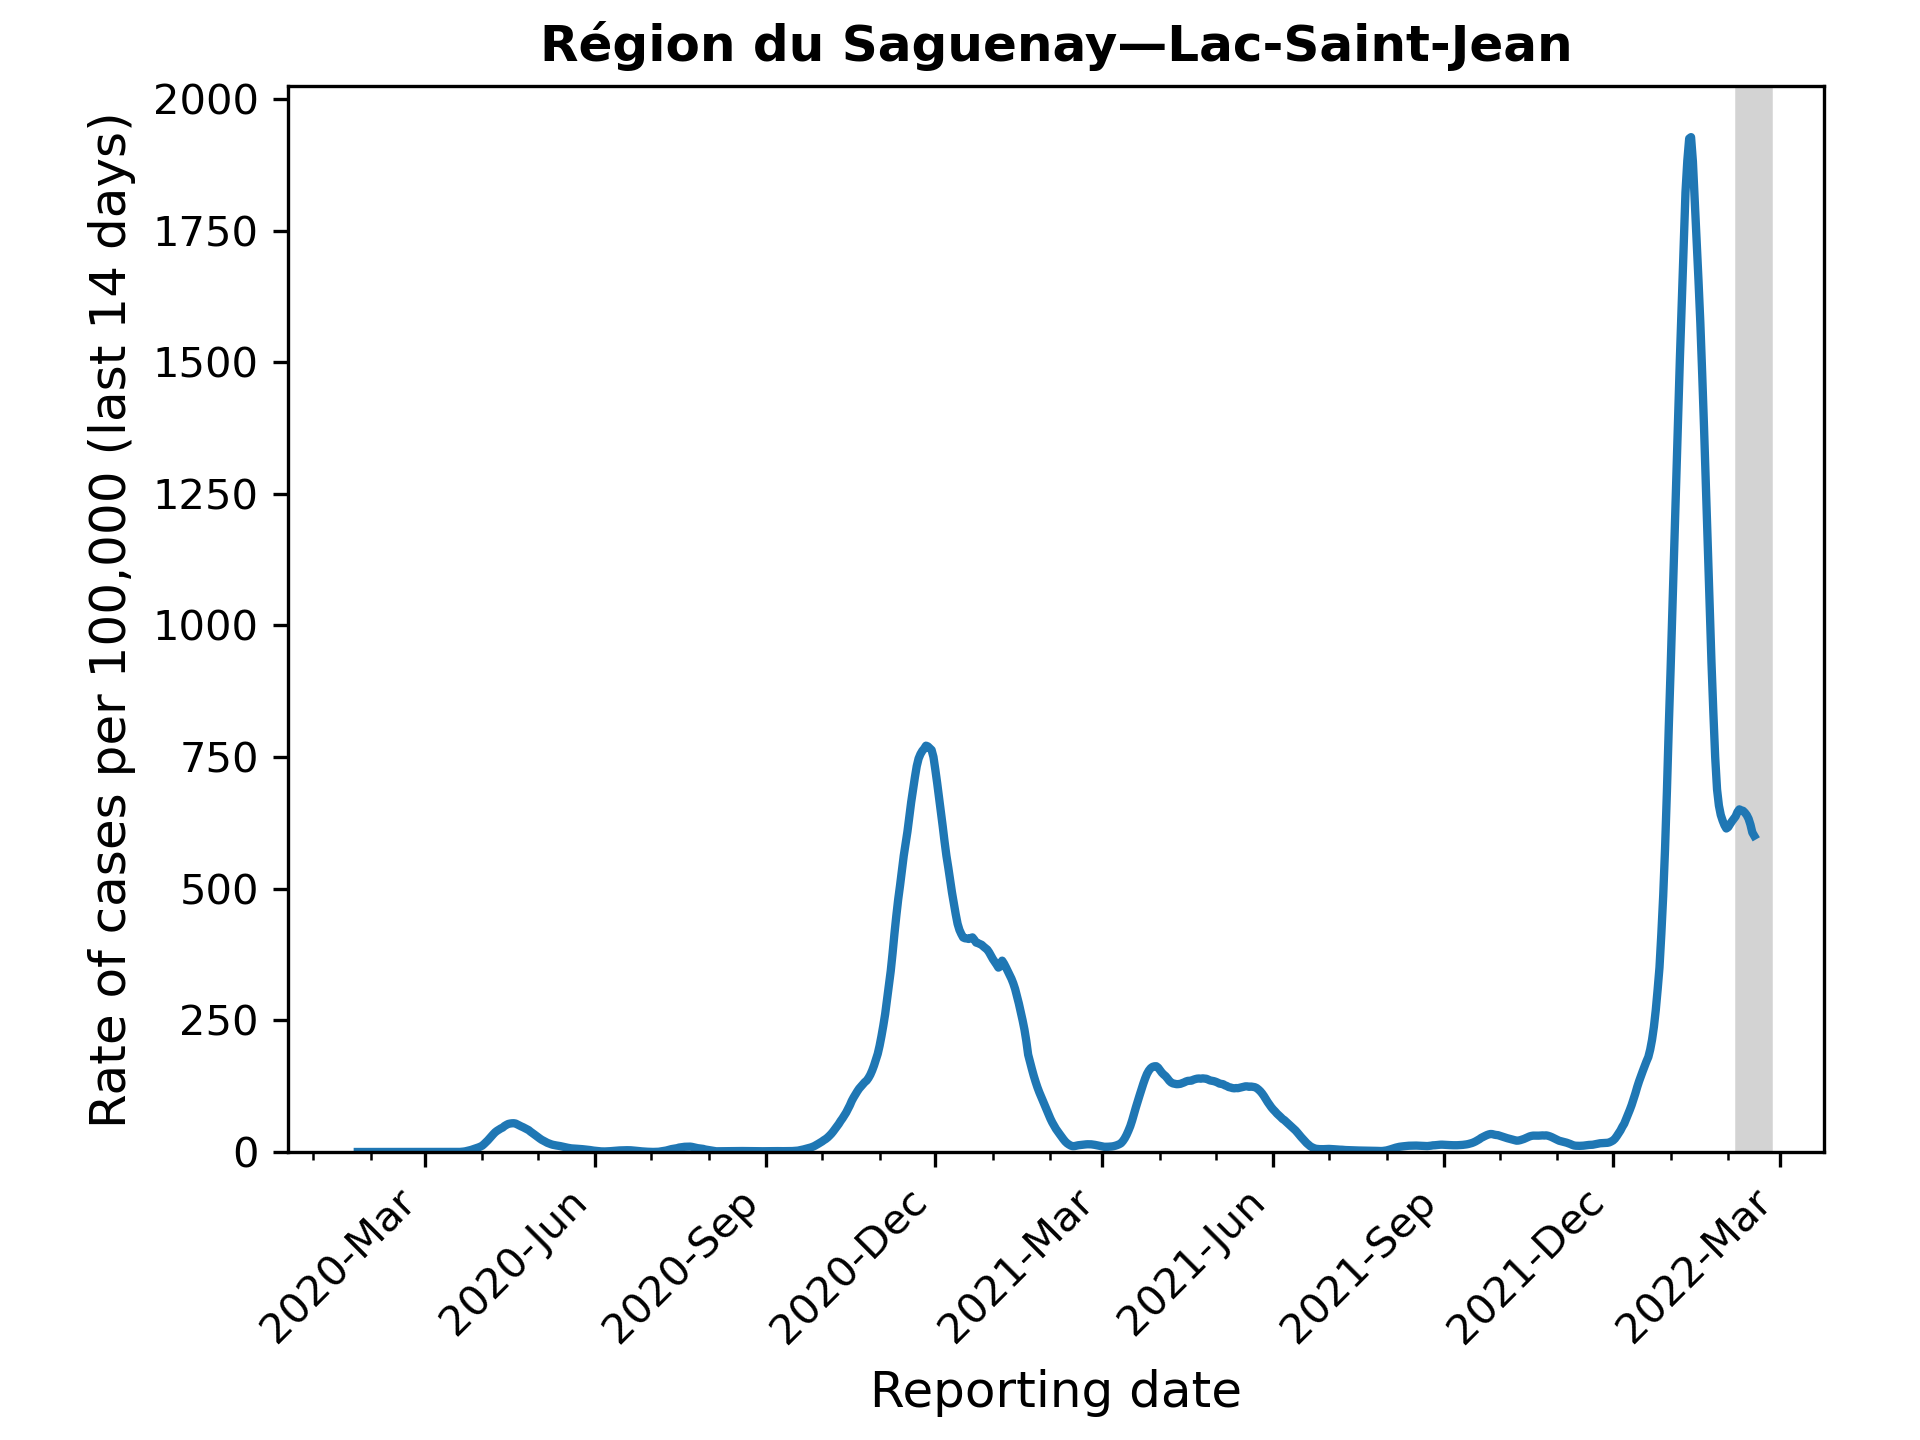 Région du Saguenay—Lac-Saint-Jean
Rate of cases per 100,000 (last 14 days)
2000
1750
1500
1250
1000
750
500
250
0
2020-Mar
2020-Jun
2020-Sep
2020-Dec
2021-Mar
2021-Jun
2021-Sep
2021-Dec
2022-Mar
Reporting date